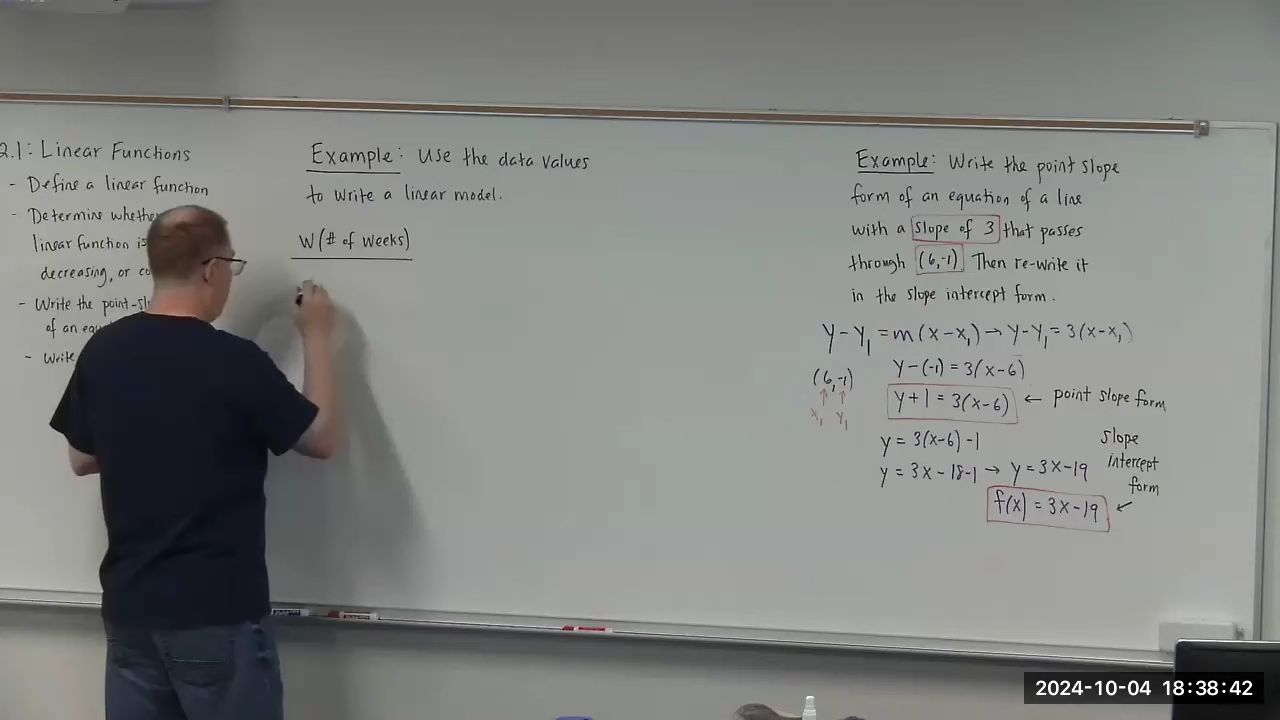 2.1: Linear Functions
- Define a linear function
- Determine whether
linear function is
decreasing, or
- Write the point-
of an
- Write
Example: Use the data values
to write a linear model.
W (# of weeks)
Example: Write the point slope
form of an equation of a line
with a slope of 3 that passes
through (6,-1) Then re-write it
in the slope intercept form.
y-y₁ = m(x-x₁) → y-y₁ = 3(x-x₁)
y-(-1) = 3(x-6)
(6,-1)
↑ ↑
x₁ y₁
y+1 = 3(x-6) ← point slope form
y = 3(x-6)-1
y = 3x-18-1 → y = 3x-19
slope
intercept
form
f(x) = 3x-19 ←
2024-10-04 18:38:42